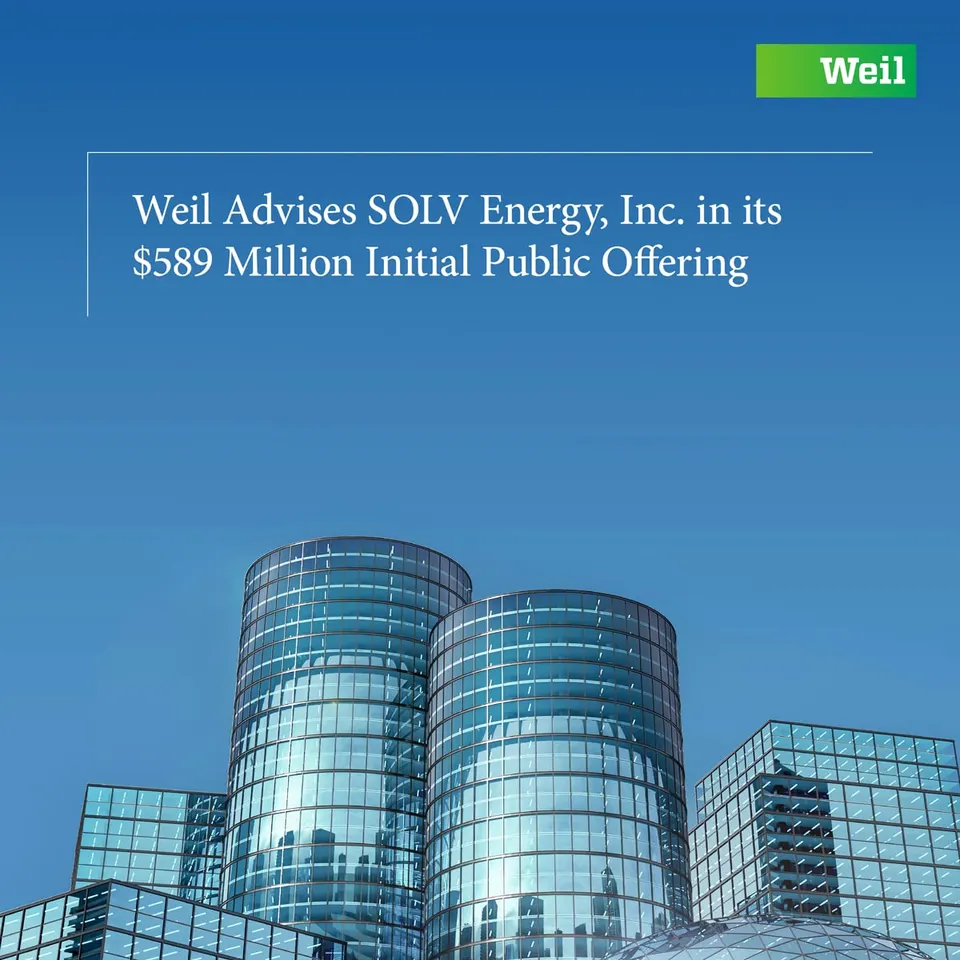 Weil
Weil Advises SOLV Energy, Inc. in its
$589 Million Initial Public Offering